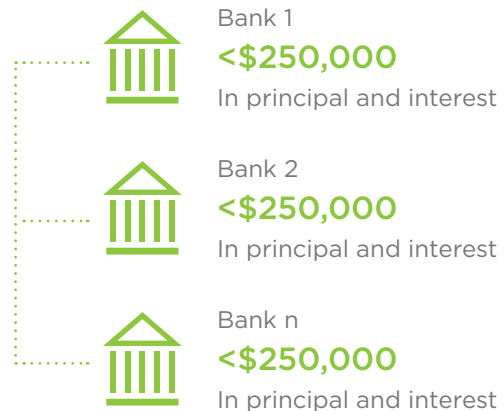 Bank 1
<$250,000
In principal and interest
Bank 2
<$250,000
In principal and interest
Bank n
<$250,000
In principal and interest